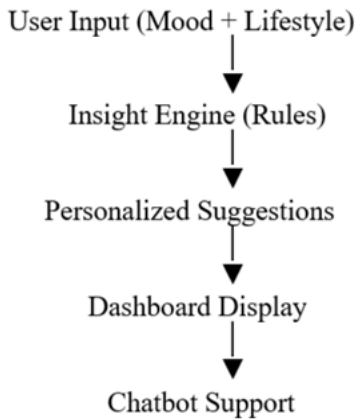 User Input (Mood + Lifestyle)
Insight Engine (Rules)
Personalized Suggestions
Dashboard Display
Chatbot Support